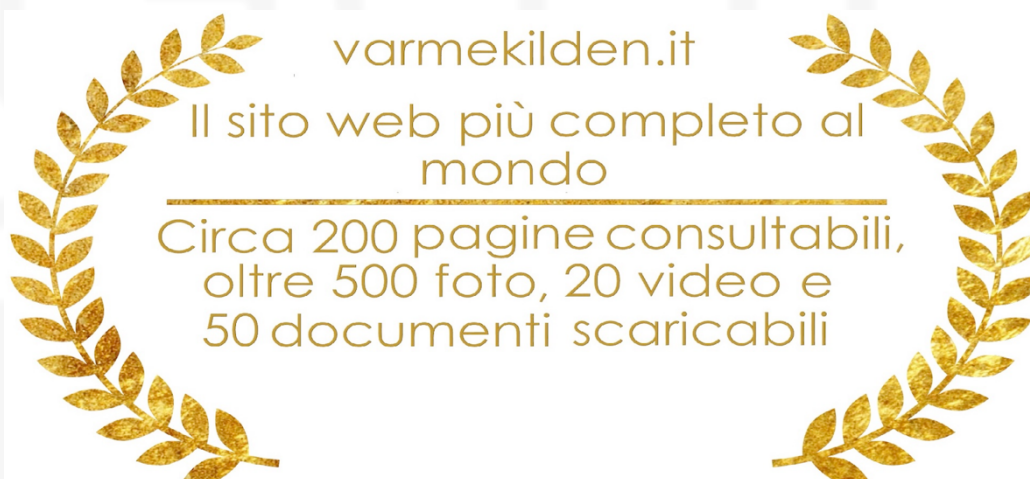 varmekilden.it
Il sito web più completo al
mondo
Circa 200 pagine consultabili,
oltre 500 foto, 20 video e
50 documenti scaricabili